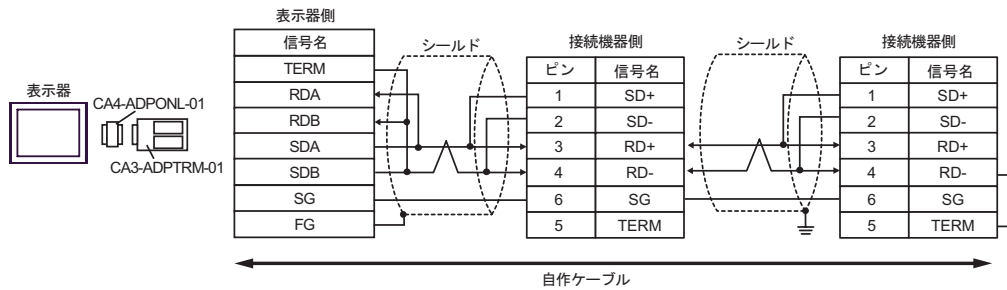 表示器側
信号名
TERM
RDA
RDB
SDA
SDB
SG
FG
シールド
接続機器側
ピン 信号名
1 SD+
2 SD-
3 RD+
4 RD-
6 SG
5 TERM
シールド
接続機器側
ピン 信号名
1 SD+
2 SD-
3 RD+
4 RD-
6 SG
5 TERM
表示器
CA4-ADPONL-01
CA3-ADPTRM-01
自作ケーブル